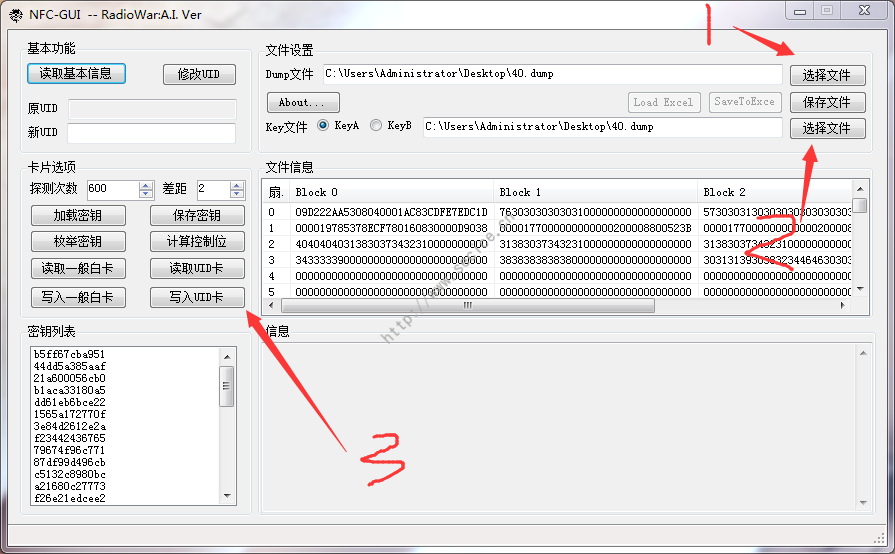 NFC-GUI -- RadioWar:A.I. Ver
1
基本功能
读取基本信息
修改UID
原UID
新UID
文件设置
Dump文件
C:\Users\Administrator\Desktop\40.dump
选择文件
About...
Load Excel
SaveToExce
保存文件
Key文件
KeyA
KeyB
C:\Users\Administrator\Desktop\40.dump
选择文件
卡片选项
探测次数
600
差距
2
加载密钥
保存密钥
枚举密钥
计算控制位
读取一般白卡
读取UID卡
写入一般白卡
写入UID卡
文件信息
扇. Block 0 Block 1 Block 2
0 09D222AA5308040001AC83CDFE7EDC1D 76303030303031000000000000000000
1 000019785378ECF780160830000D9038
2 40404040313830373432310000000000 31383037343231000000000000000000
3 34333339000000000000000000000000 38383838383800000000000000000000
4 00000000000000000000000000000000 00000000000000000000000000000000
5 00000000000000000000000000000000 00000000000000000000000000000000
2
密钥列表
b5ff67cba951
44dd5a385aaf
21a600056cb0
b1aca33180a5
dd61eb6bce22
1565a172770f
3e84d2612e2a
f23442436765
79674f96c771
87df99d496cb
c5132c8980bc
a21680c27773
f26e21edcee2
信息
3